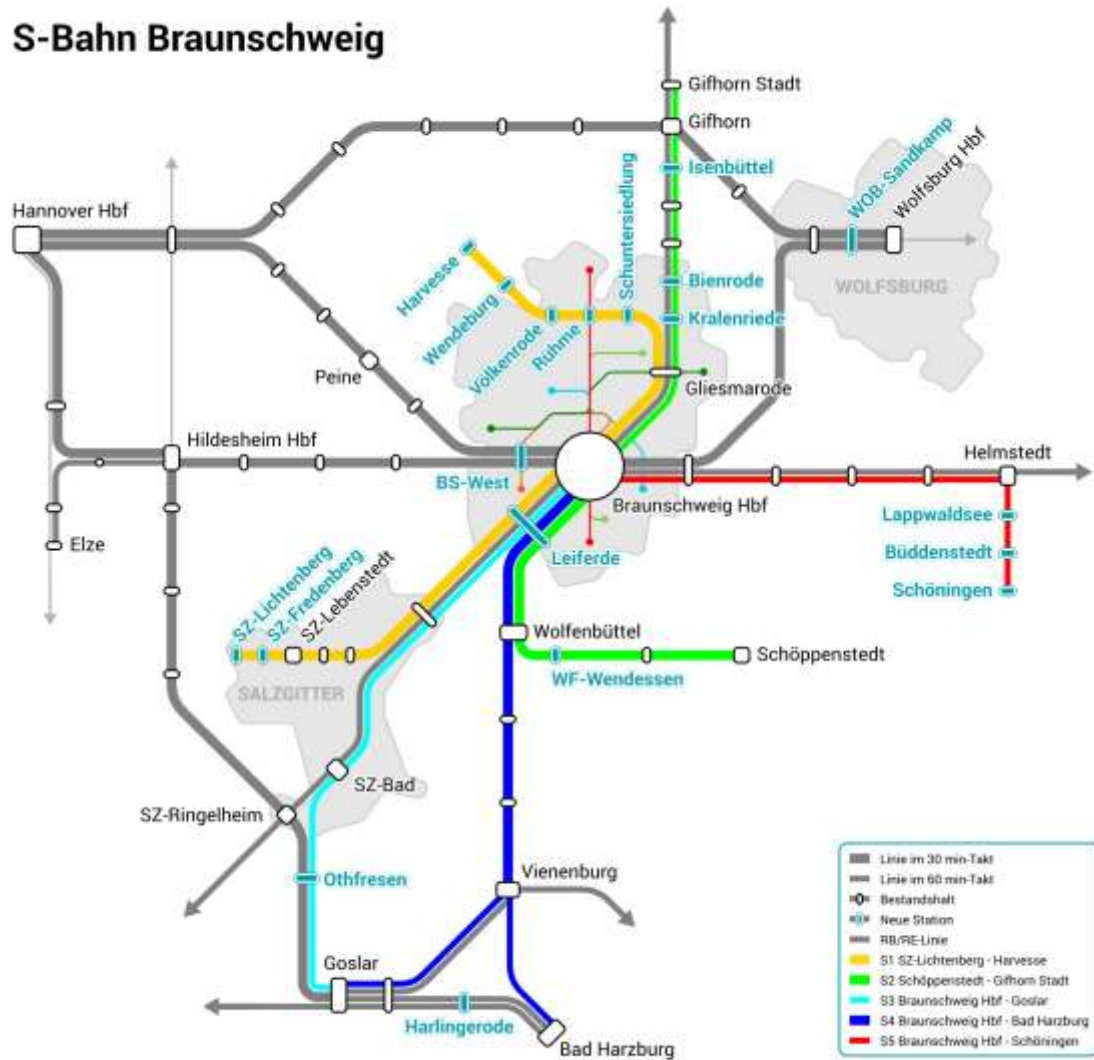 S-Bahn Braunschweig
Gifhorn Stadt
Gifhorn
Isenbüttel
WOB-Sandkamp
Wolfsburg Hbf
Hannover Hbf
Harvesse
Wendeburg
Volkenrode
Rühme
Schuntersiedlung
Bienrode
Kralenriede
WOLFSBURG
Peine
Gliesmarode
Hildesheim Hbf
BS-West
Braunschweig Hbf
Helmstedt
Lappwaldsee
Büddenstedt
Schöningen
Elze
Leiferde
SZ-Lichtenberg
SZ-Fredenberg
SZ-Lebenstedt
SALZGITTER
Wolfenbüttel
WF-Wendessen
Schöppenstedt
SZ-Bad
SZ-Ringelheim
Othfresen
Vienenburg
Goslar
Harlingerode
Bad Harzburg
Linie im 30 min-Takt
Linie im 60 min-Takt
Bestandshalt
Neue Station
RB/RE-Linie
S1 SZ-Lichtenberg - Harvesse
S2 Schöppenstedt - Gifhorn Stadt
S3 Braunschweig Hbf - Goslar
S4 Braunschweig Hbf - Bad Harzburg
S5 Braunschweig Hbf - Schöningen